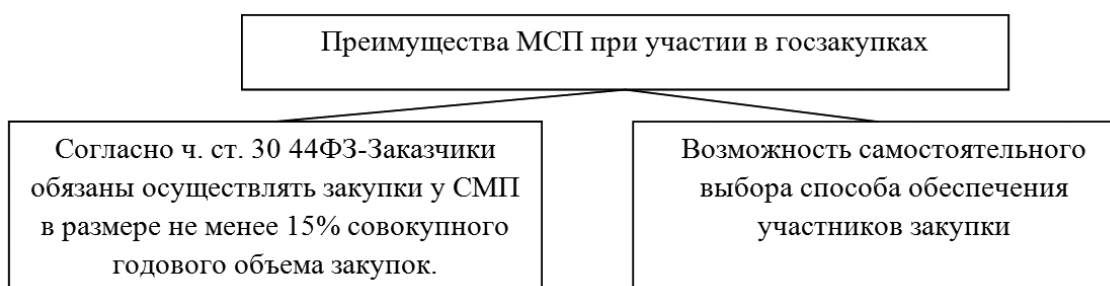 Преимущества МСП при участии в госзакупках
Согласно ч. ст. 30 44ФЗ-Заказчики
обязаны осуществлять закупки у СМП
в размере не менее 15% совокупного
годового объема закупок.
Возможность самостоятельного
выбора способа обеспечения
участников закупки